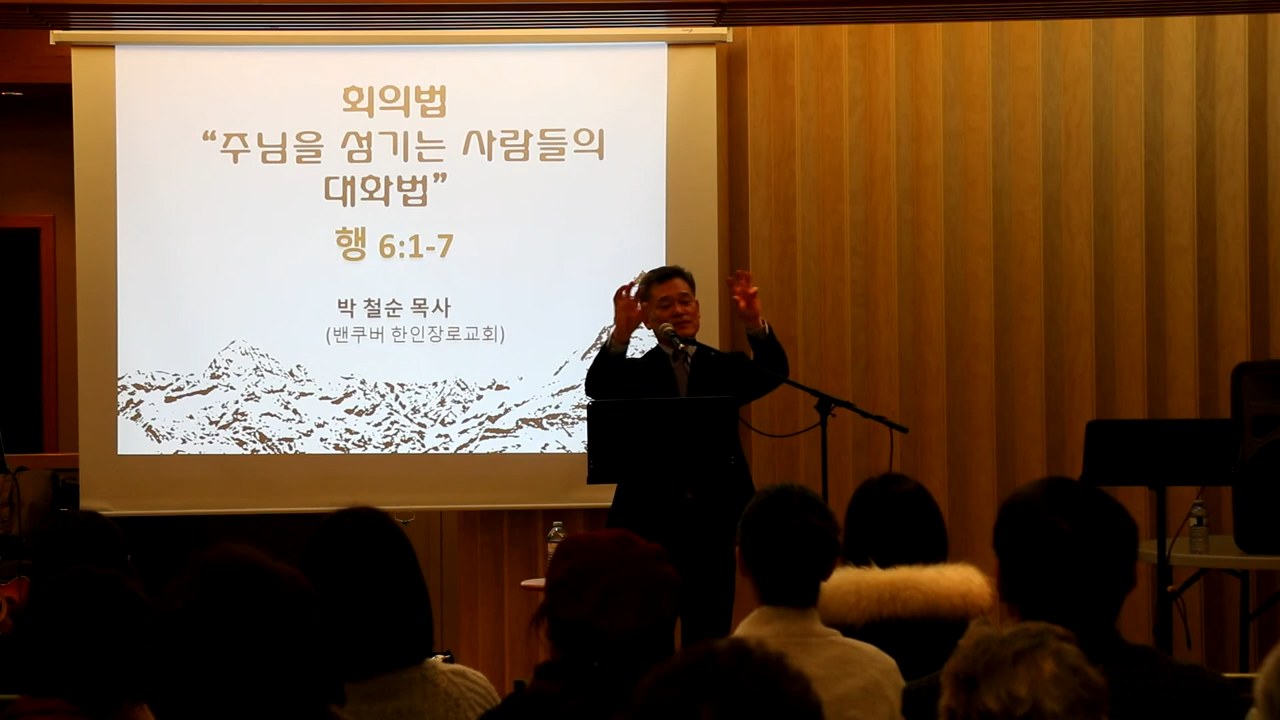 회의법
“주님을 섬기는 사람들의
대화법”
행 6:1-7
박 철순 목사
(밴쿠버 한인장로교회)